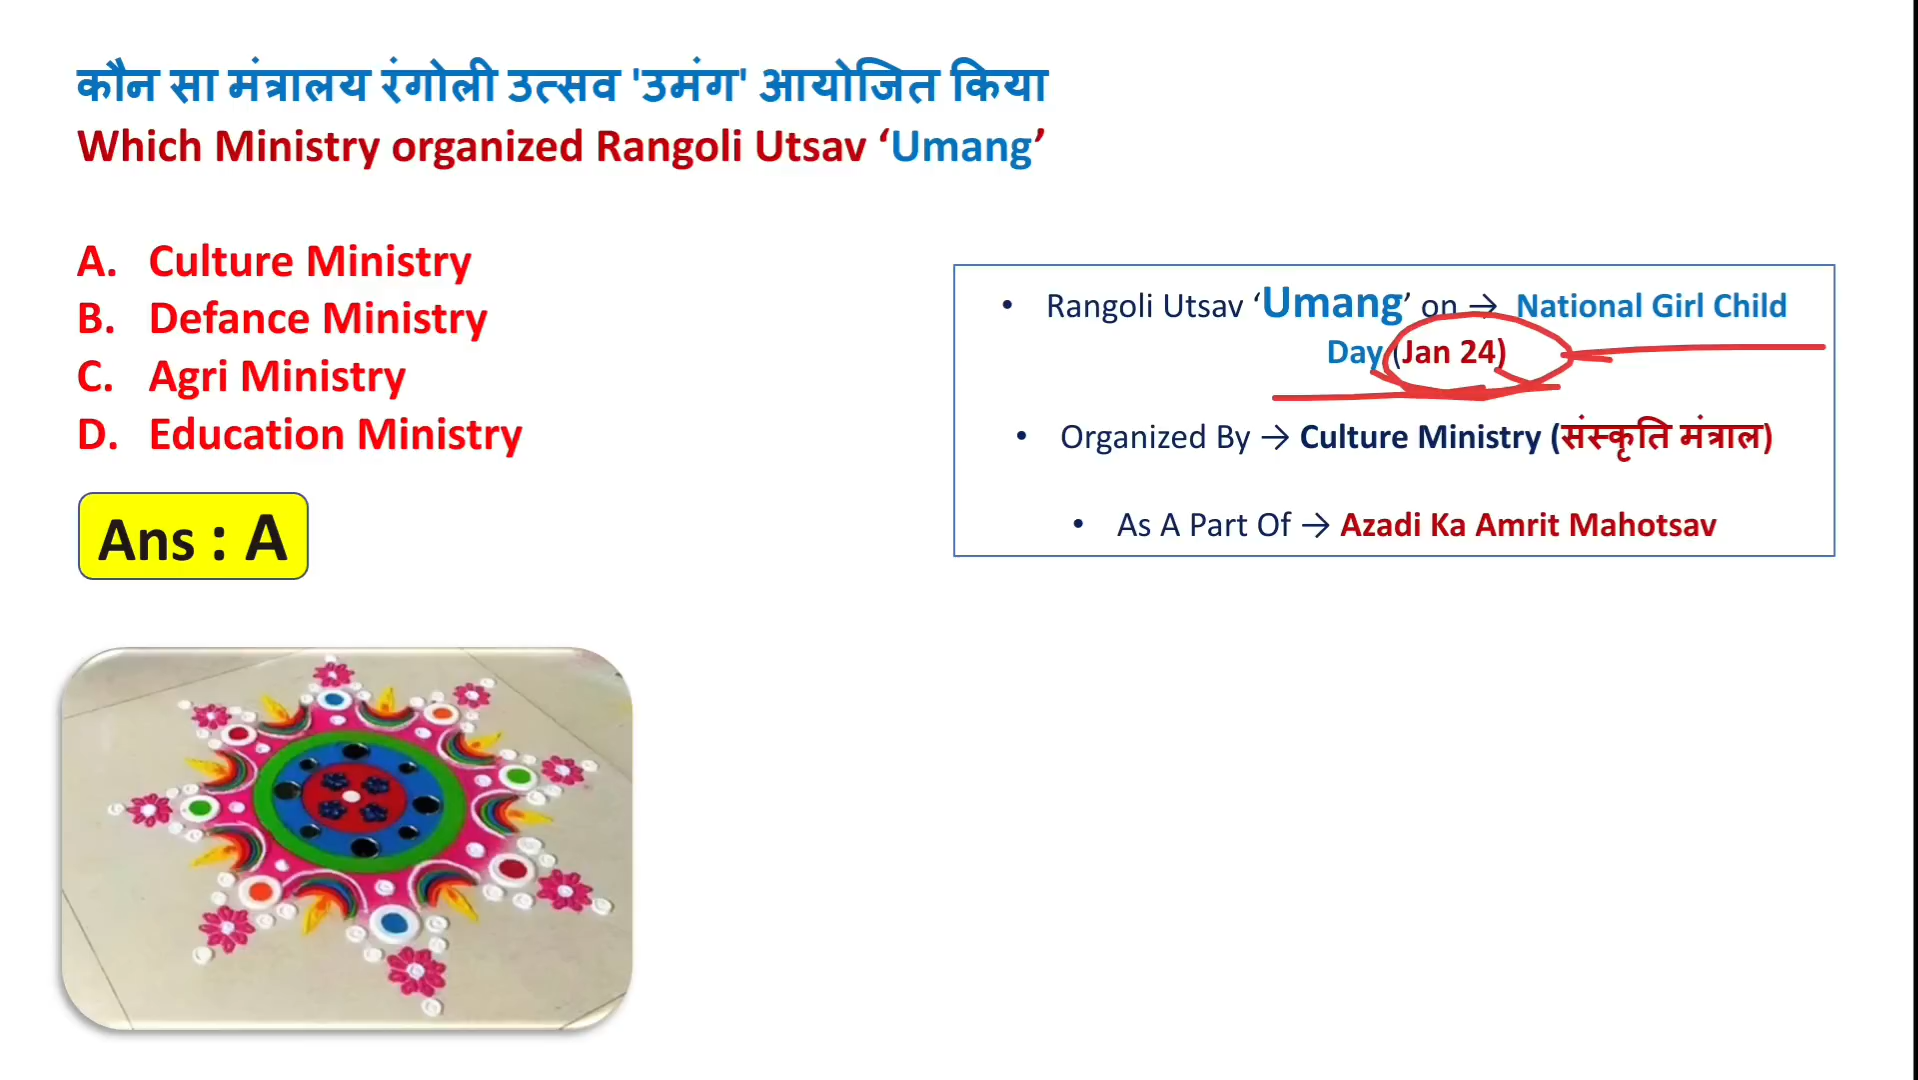 कौन सा मंत्रालय रंगोली उत्सव 'उमंग' आयोजित किया
Which Ministry organized Rangoli Utsav ‘Umang’
A. Culture Ministry
B. Defance Ministry
C. Agri Ministry
D. Education Ministry
Ans : A
• Rangoli Utsav ‘Umang’ on → National Girl Child
Day (Jan 24)
• Organized By → Culture Ministry (संस्कृति मंत्राल)
• As A Part Of → Azadi Ka Amrit Mahotsav